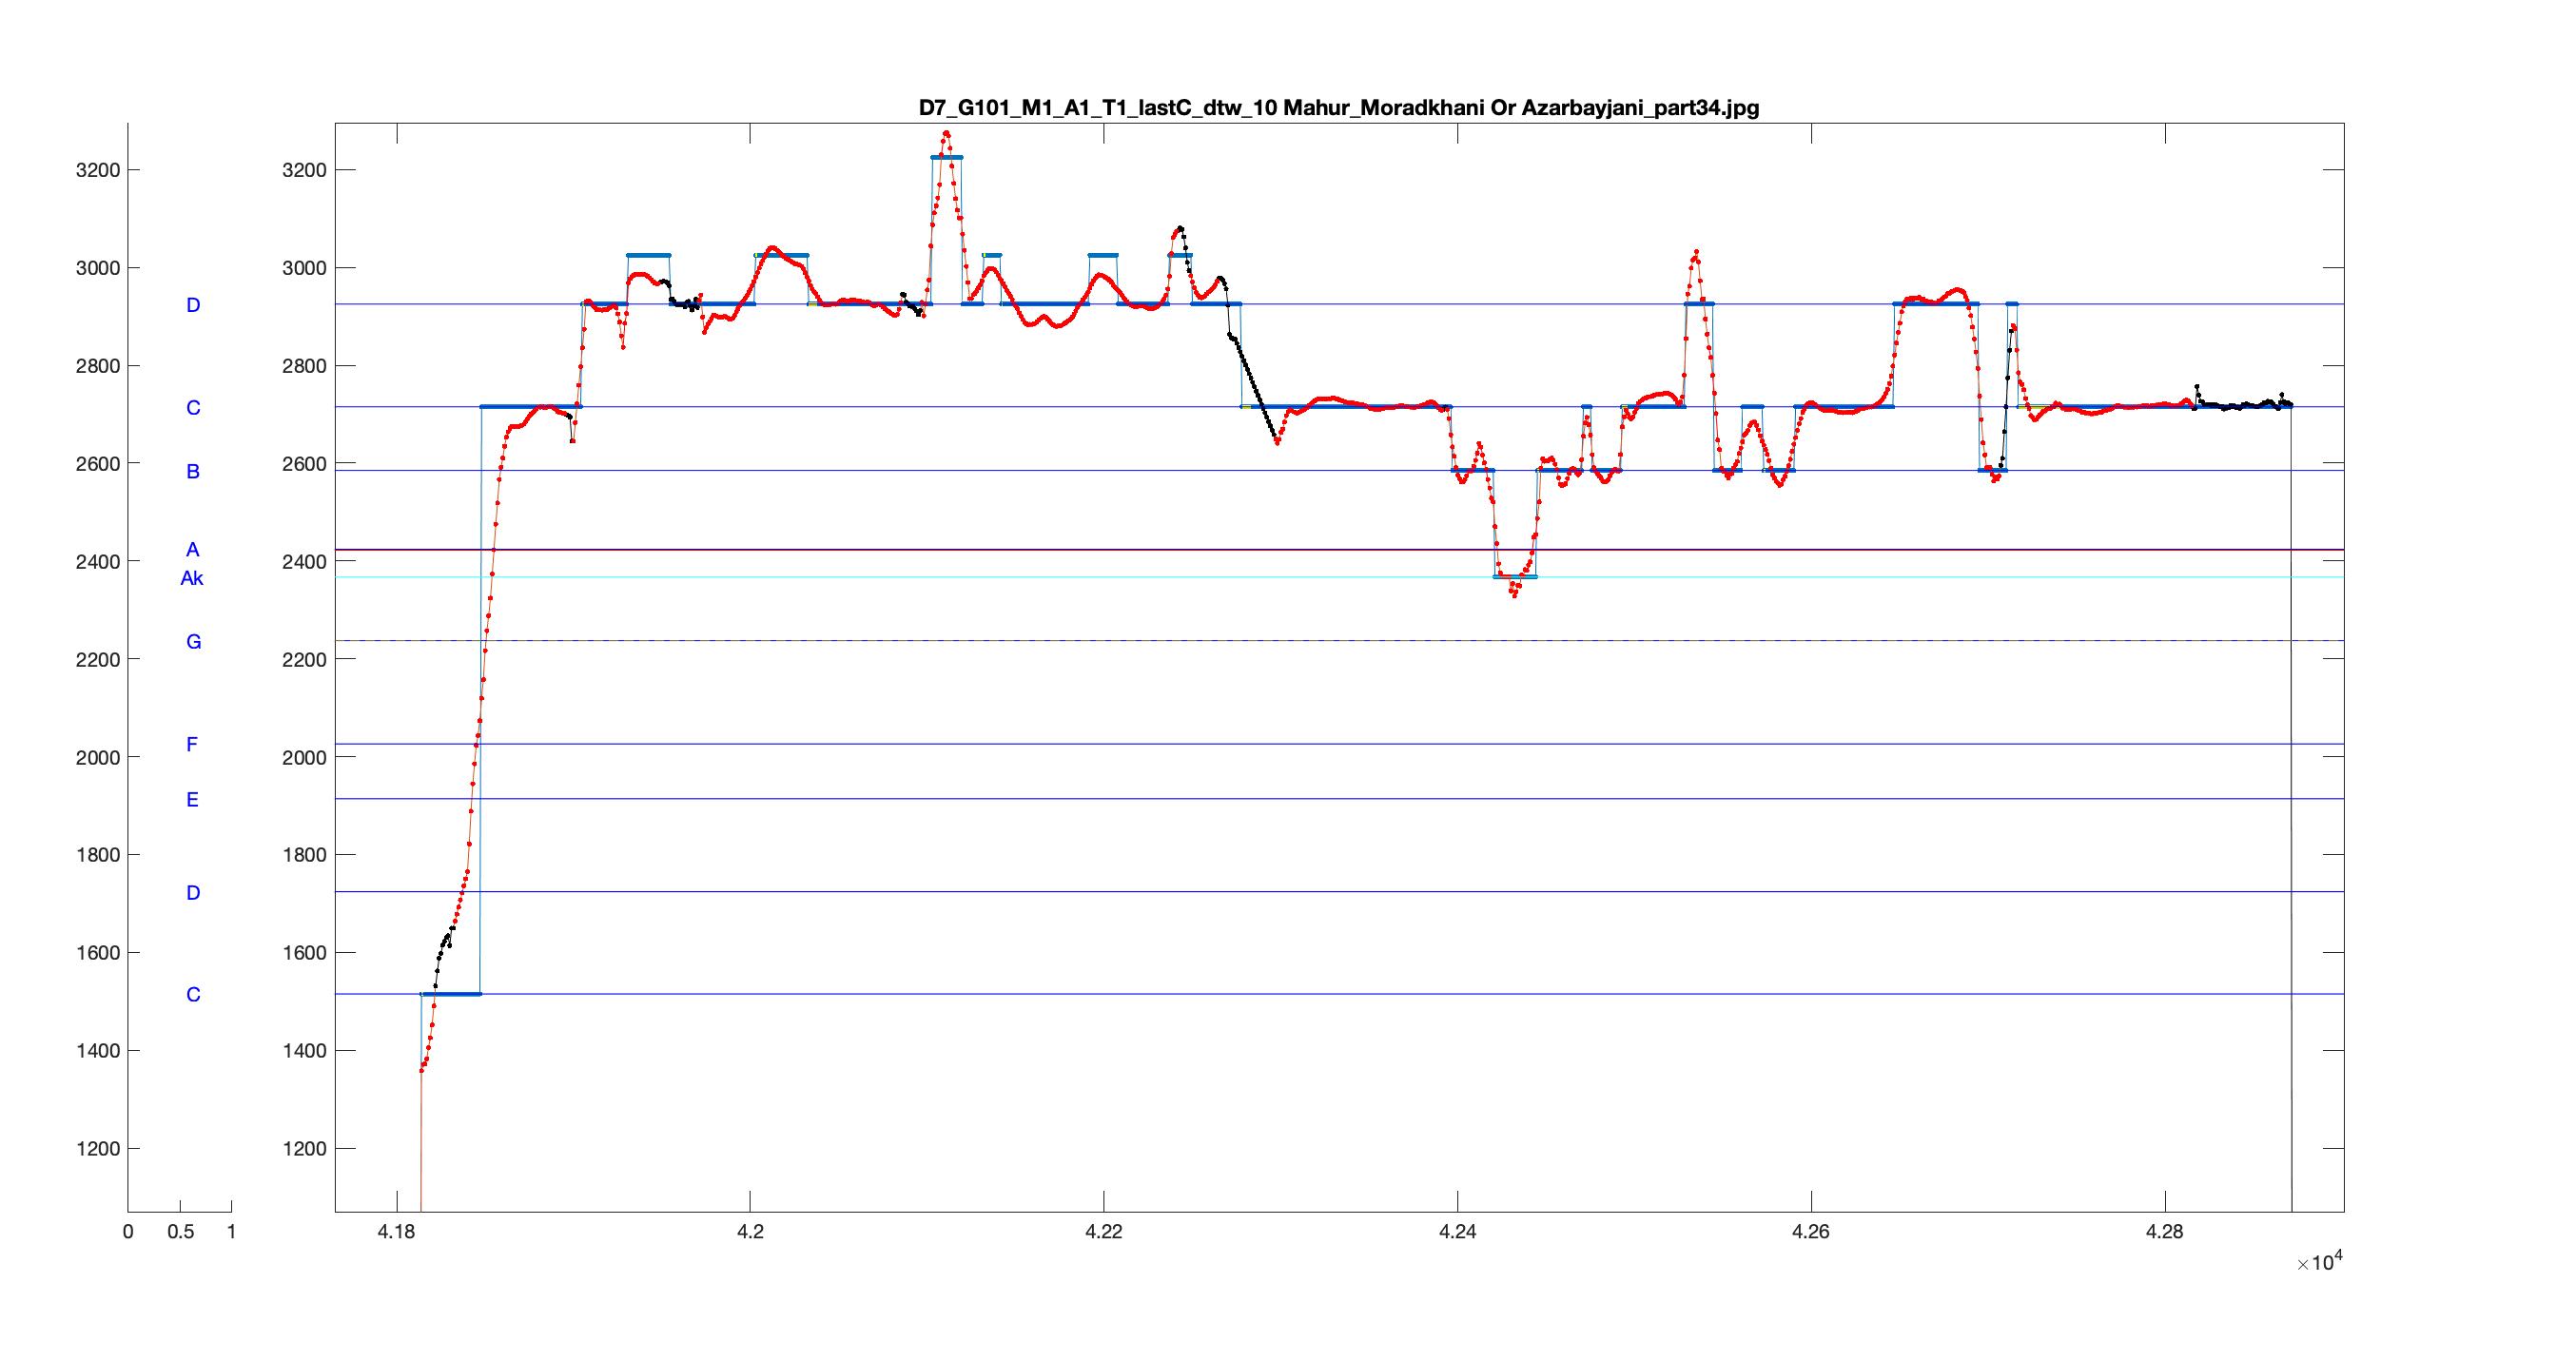 D7_G101_M1_A1_T1_lastC_dtw_10 Mahur_Moradkhani Or Azarbayjani_part34.jpg
3200 3200
3000 3000
D
2800 2800
C
2600 2600
B
A
2400 2400
Ak
G
2200 2200
F
2000 2000
E
1800 1800
D
1600 1600
C
1400 1400
1200 1200
0 0.5 1 4.18 4.2 4.22 4.24 4.26 4.28
×10⁴